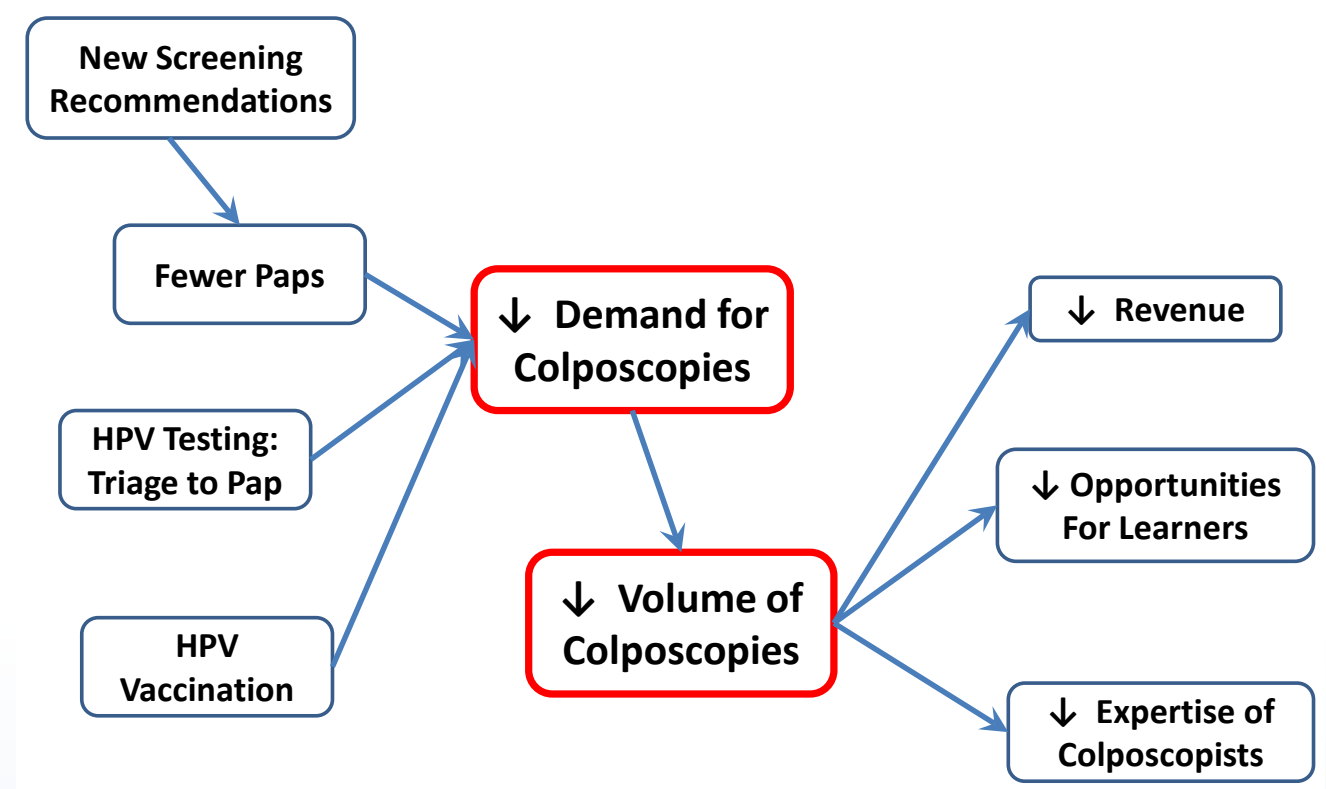 New Screening
Recommendations
Fewer Paps
HPV Testing:
Triage to Pap
HPV
Vaccination
↓ Demand for
Colposcopies
↓ Volume of
Colposcopies
↓ Revenue
↓ Opportunities
For Learners
↓ Expertise of
Colposcopists